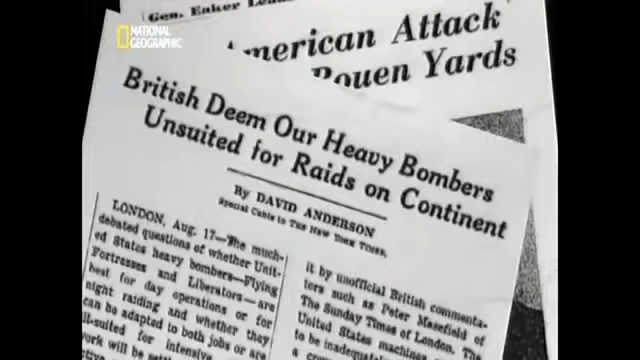 NATIONAL
GEOGRAPHIC
Gen. Eaker
American Attack
Rouen Yards
British Deem Our Heavy Bombers
Unsuited for Raids on Continent
By DAVID ANDERSON
Special Cable to THE NEW YORK TIMES.
LONDON, Aug. 17—The much-
debated questions of whether Unit-
ed States heavy bombers—Flying
Fortresses and Liberators—are
best for day operations or for
night raiding and whether they
can be adapted to both jobs or are
ill-suited for intensive
work will be
it by unofficial British commenta-
tors such as Peter Masefield of
The Sunday Times of London. The
United States machines
to be inadequately